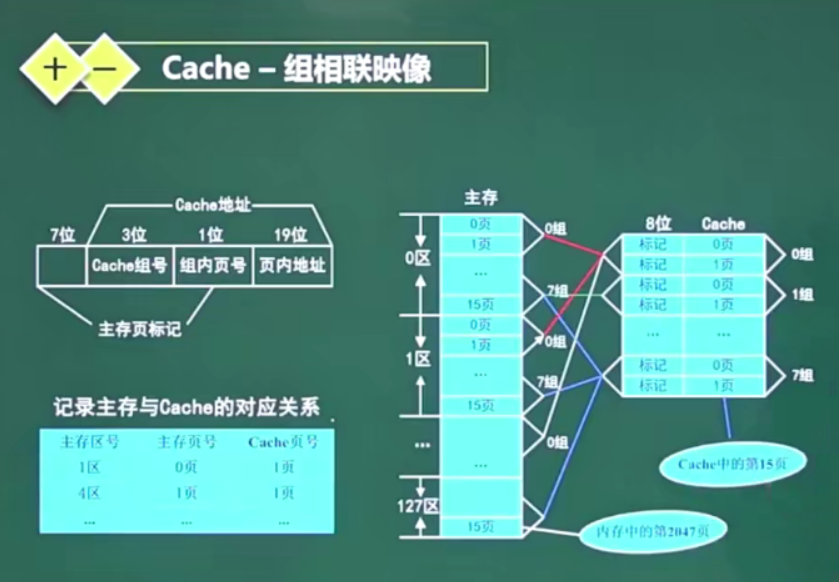 + -
Cache – 组相联映像
Cache地址
7位 3位 1位 19位
Cache组号 组内页号 页内地址
主存页标记
记录主存与Cache的对应关系
主存区号 主存页号 Cache页号
1区 0页 1页
4区 1页 1页
... ... ...
主存
0页
1页
...
15页
0页
1页
...
15页
...
15页
0区
1区
...
127区
0组
7组
0组
7组
0组
8位 Cache
标记 0页
标记 1页
标记 0页
标记 1页
... ...
标记 0页
标记 1页
0组
1组
7组
Cache中的第15页
内存中的第2047页